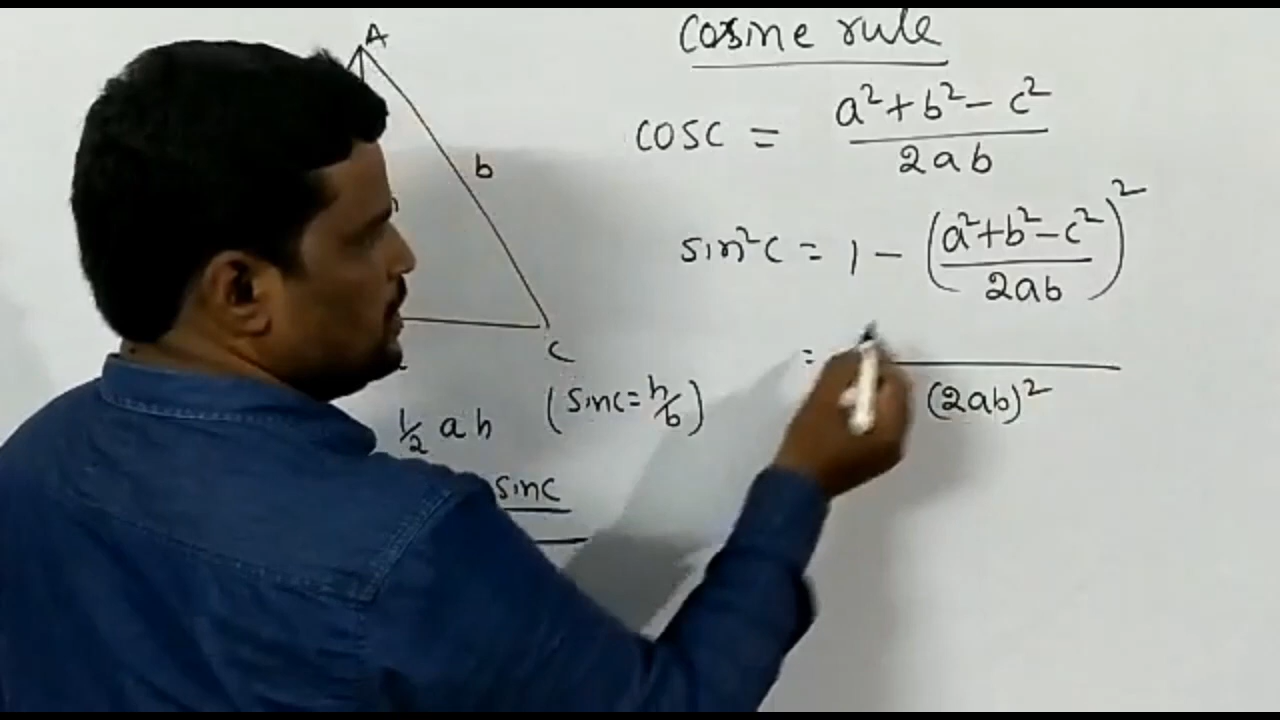 A
b
C
1/2 ab
(sinc = h/b)
sinc
Cosine rule
cosc = a²+b²-c² / 2ab
sin²c = 1 - (a²+b²-c² / 2ab)²
= / (2ab)²